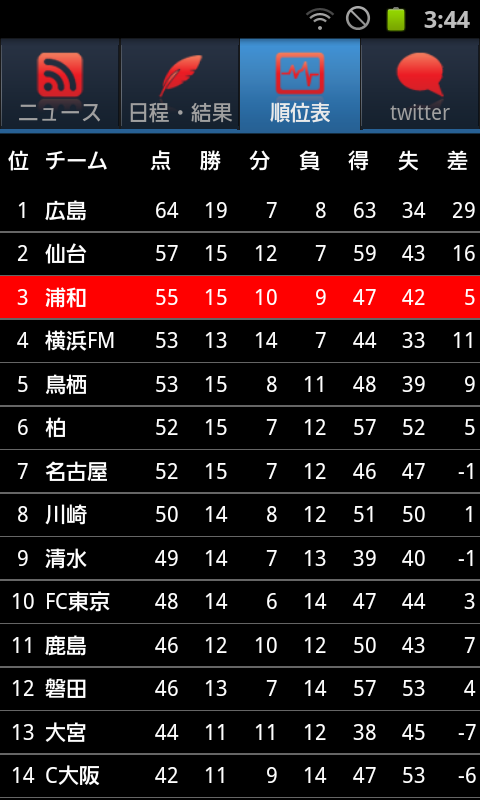 3:44
ニュース 日程・結果 順位表 twitter
位 チーム 点 勝 分 負 得 失 差
1 広島 64 19 7 8 63 34 29
2 仙台 57 15 12 7 59 43 16
3 浦和 55 15 10 9 47 42 5
4 横浜FM 53 13 14 7 44 33 11
5 鳥栖 53 15 8 11 48 39 9
6 柏 52 15 7 12 57 52 5
7 名古屋 52 15 7 12 46 47 -1
8 川崎 50 14 8 12 51 50 1
9 清水 49 14 7 13 39 40 -1
10 FC東京 48 14 6 14 47 44 3
11 鹿島 46 12 10 12 50 43 7
12 磐田 46 13 7 14 57 53 4
13 大宮 44 11 11 12 38 45 -7
14 C大阪 42 11 9 14 47 53 -6